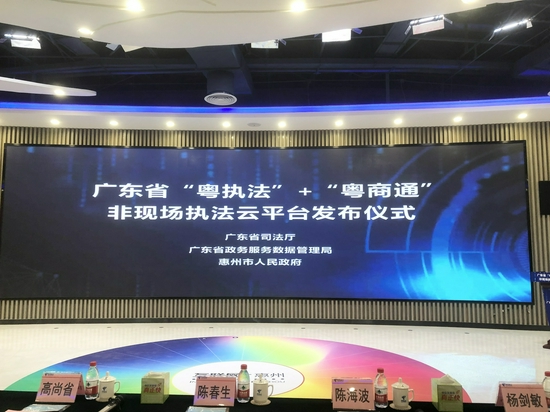 广东省“粤执法”+“粤商通”
非现场执法云平台发布仪式
广东省司法厅
广东省政务服务数据管理局
惠州市人民政府
高尚省
陈春生
陈海波
杨剑敏